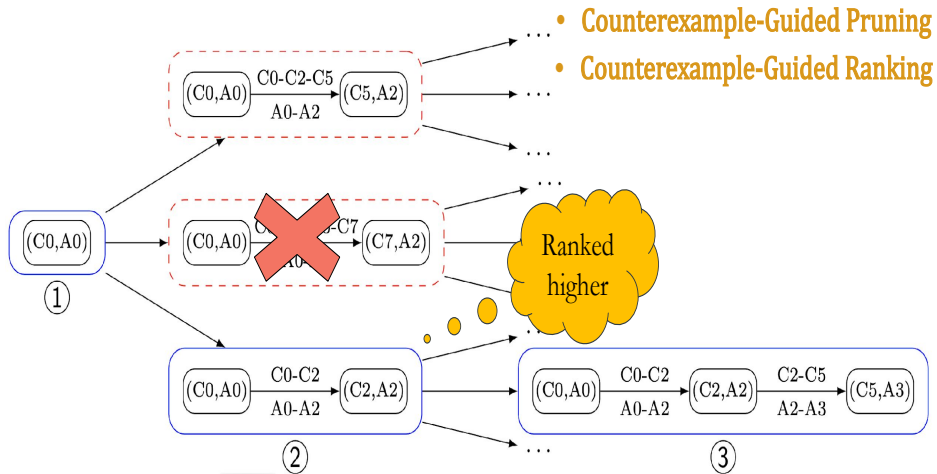 • Counterexample-Guided Pruning
• Counterexample-Guided Ranking
...
...
...
(C0,A0) C0-C2-C5 (C5,A2)
A0-A2
...
(C0,A0)
1
(C0,A0) -C7 (C7,A2)
Ranked
higher
...
(C0,A0) C0-C2 (C2,A2)
A0-A2
2
(C0,A0) C0-C2 (C2,A2) C2-C5 (C5,A3)
A0-A2 A2-A3
3
...